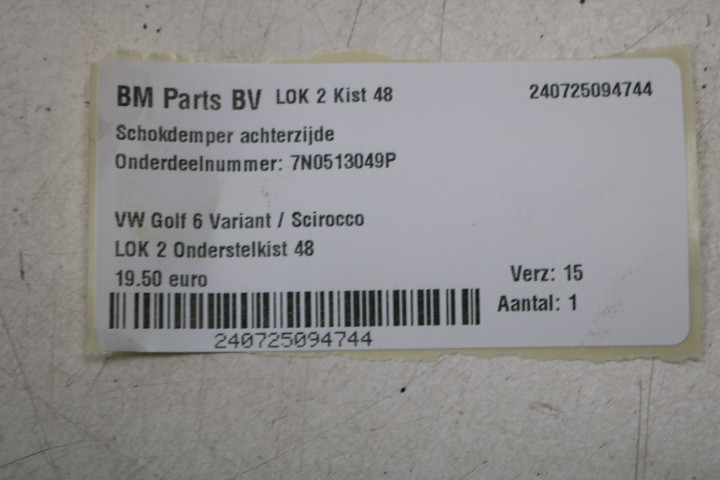 BM Parts BV LOK 2 Kist 48 240725094744
Schokdemper achterzijde
Onderdeelnummer: 7N0513049P
VW Golf 6 Variant / Scirocco
LOK 2 Onderstelkist 48
19.50 euro
Verz: 15
Aantal: 1
240725094744